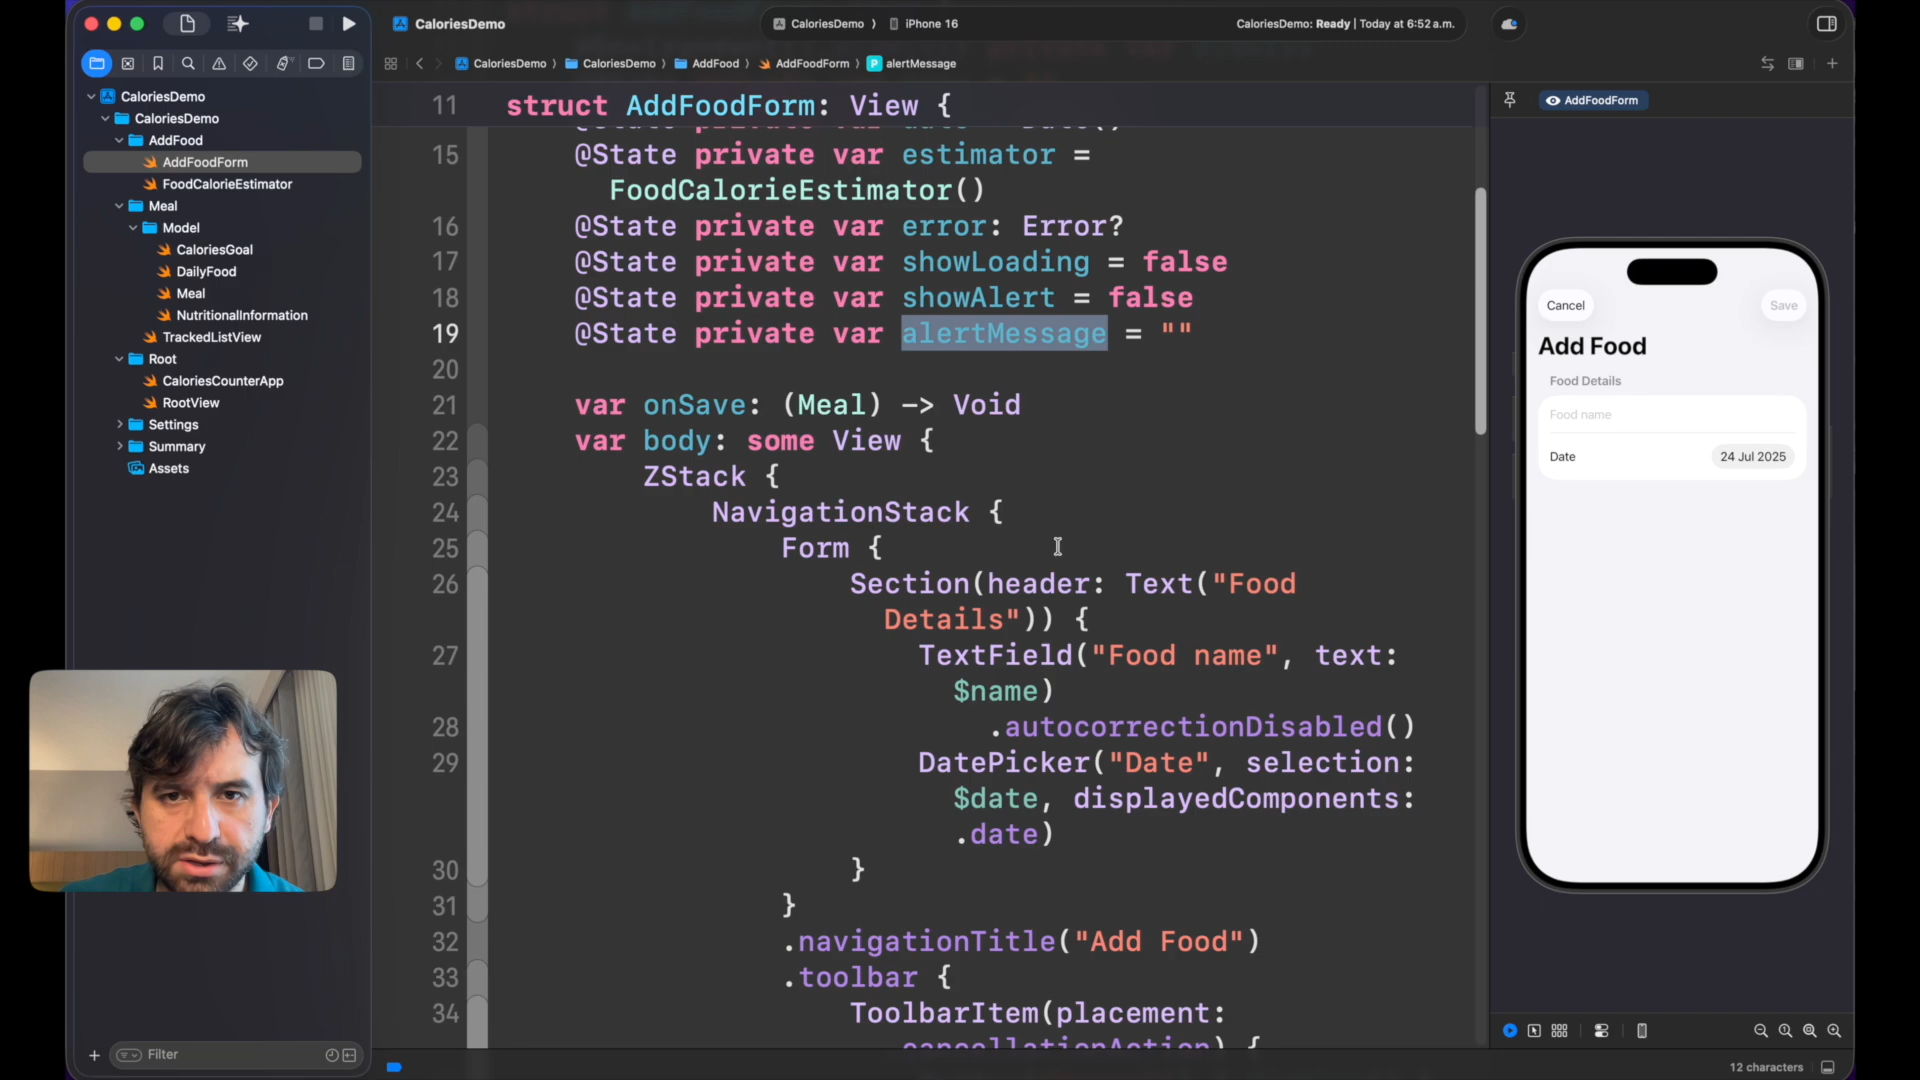 CaloriesDemo
CaloriesDemo
iPhone 16
CaloriesDemo: Ready | Today at 6:52 a.m.
CaloriesDemo
CaloriesDemo
AddFood
AddFoodForm
alertMessage
CaloriesDemo
CaloriesDemo
AddFood
AddFoodForm
FoodCalorieEstimator
Meal
Model
CaloriesGoal
DailyFood
Meal
NutritionalInformation
TrackedListView
Root
CaloriesCounterApp
RootView
Settings
Summary
Assets
Filter
11 struct AddFoodForm: View {
15 @State private var estimator =
FoodCalorieEstimator()
16 @State private var error: Error?
17 @State private var showLoading = false
18 @State private var showAlert = false
19 @State private var alertMessage = ""
20
21 var onSave: (Meal) -> Void
22 var body: some View {
23 ZStack {
24 NavigationStack {
25 Form {
26 Section(header: Text("Food
Details")) {
27 TextField("Food name", text:
$name)
28 .autocorrectionDisabled()
29 DatePicker("Date", selection:
$date, displayedComponents:
.date)
30 }
31 }
32 .navigationTitle("Add Food")
33 .toolbar {
34 ToolbarItem(placement:
.cancellationAction) {
AddFoodForm
Cancel
Save
Add Food
Food Details
Food name
Date
24 Jul 2025
12 characters